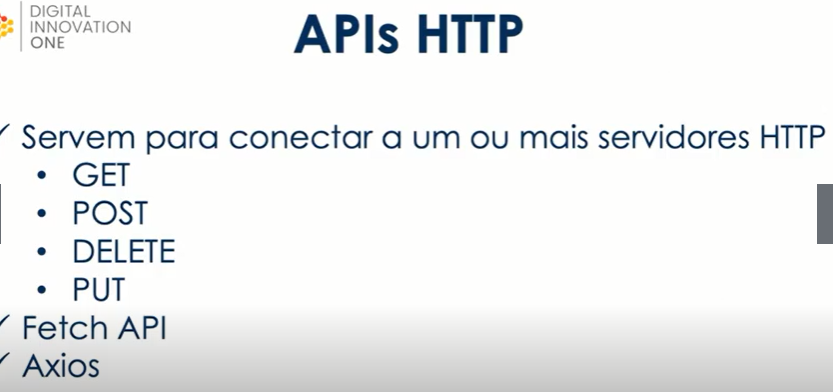 DIGITAL
INNOVATION
ONE
APIs HTTP
✓ Servem para conectar a um ou mais servidores HTTP
• GET
• POST
• DELETE
• PUT
✓ Fetch API
✓ Axios